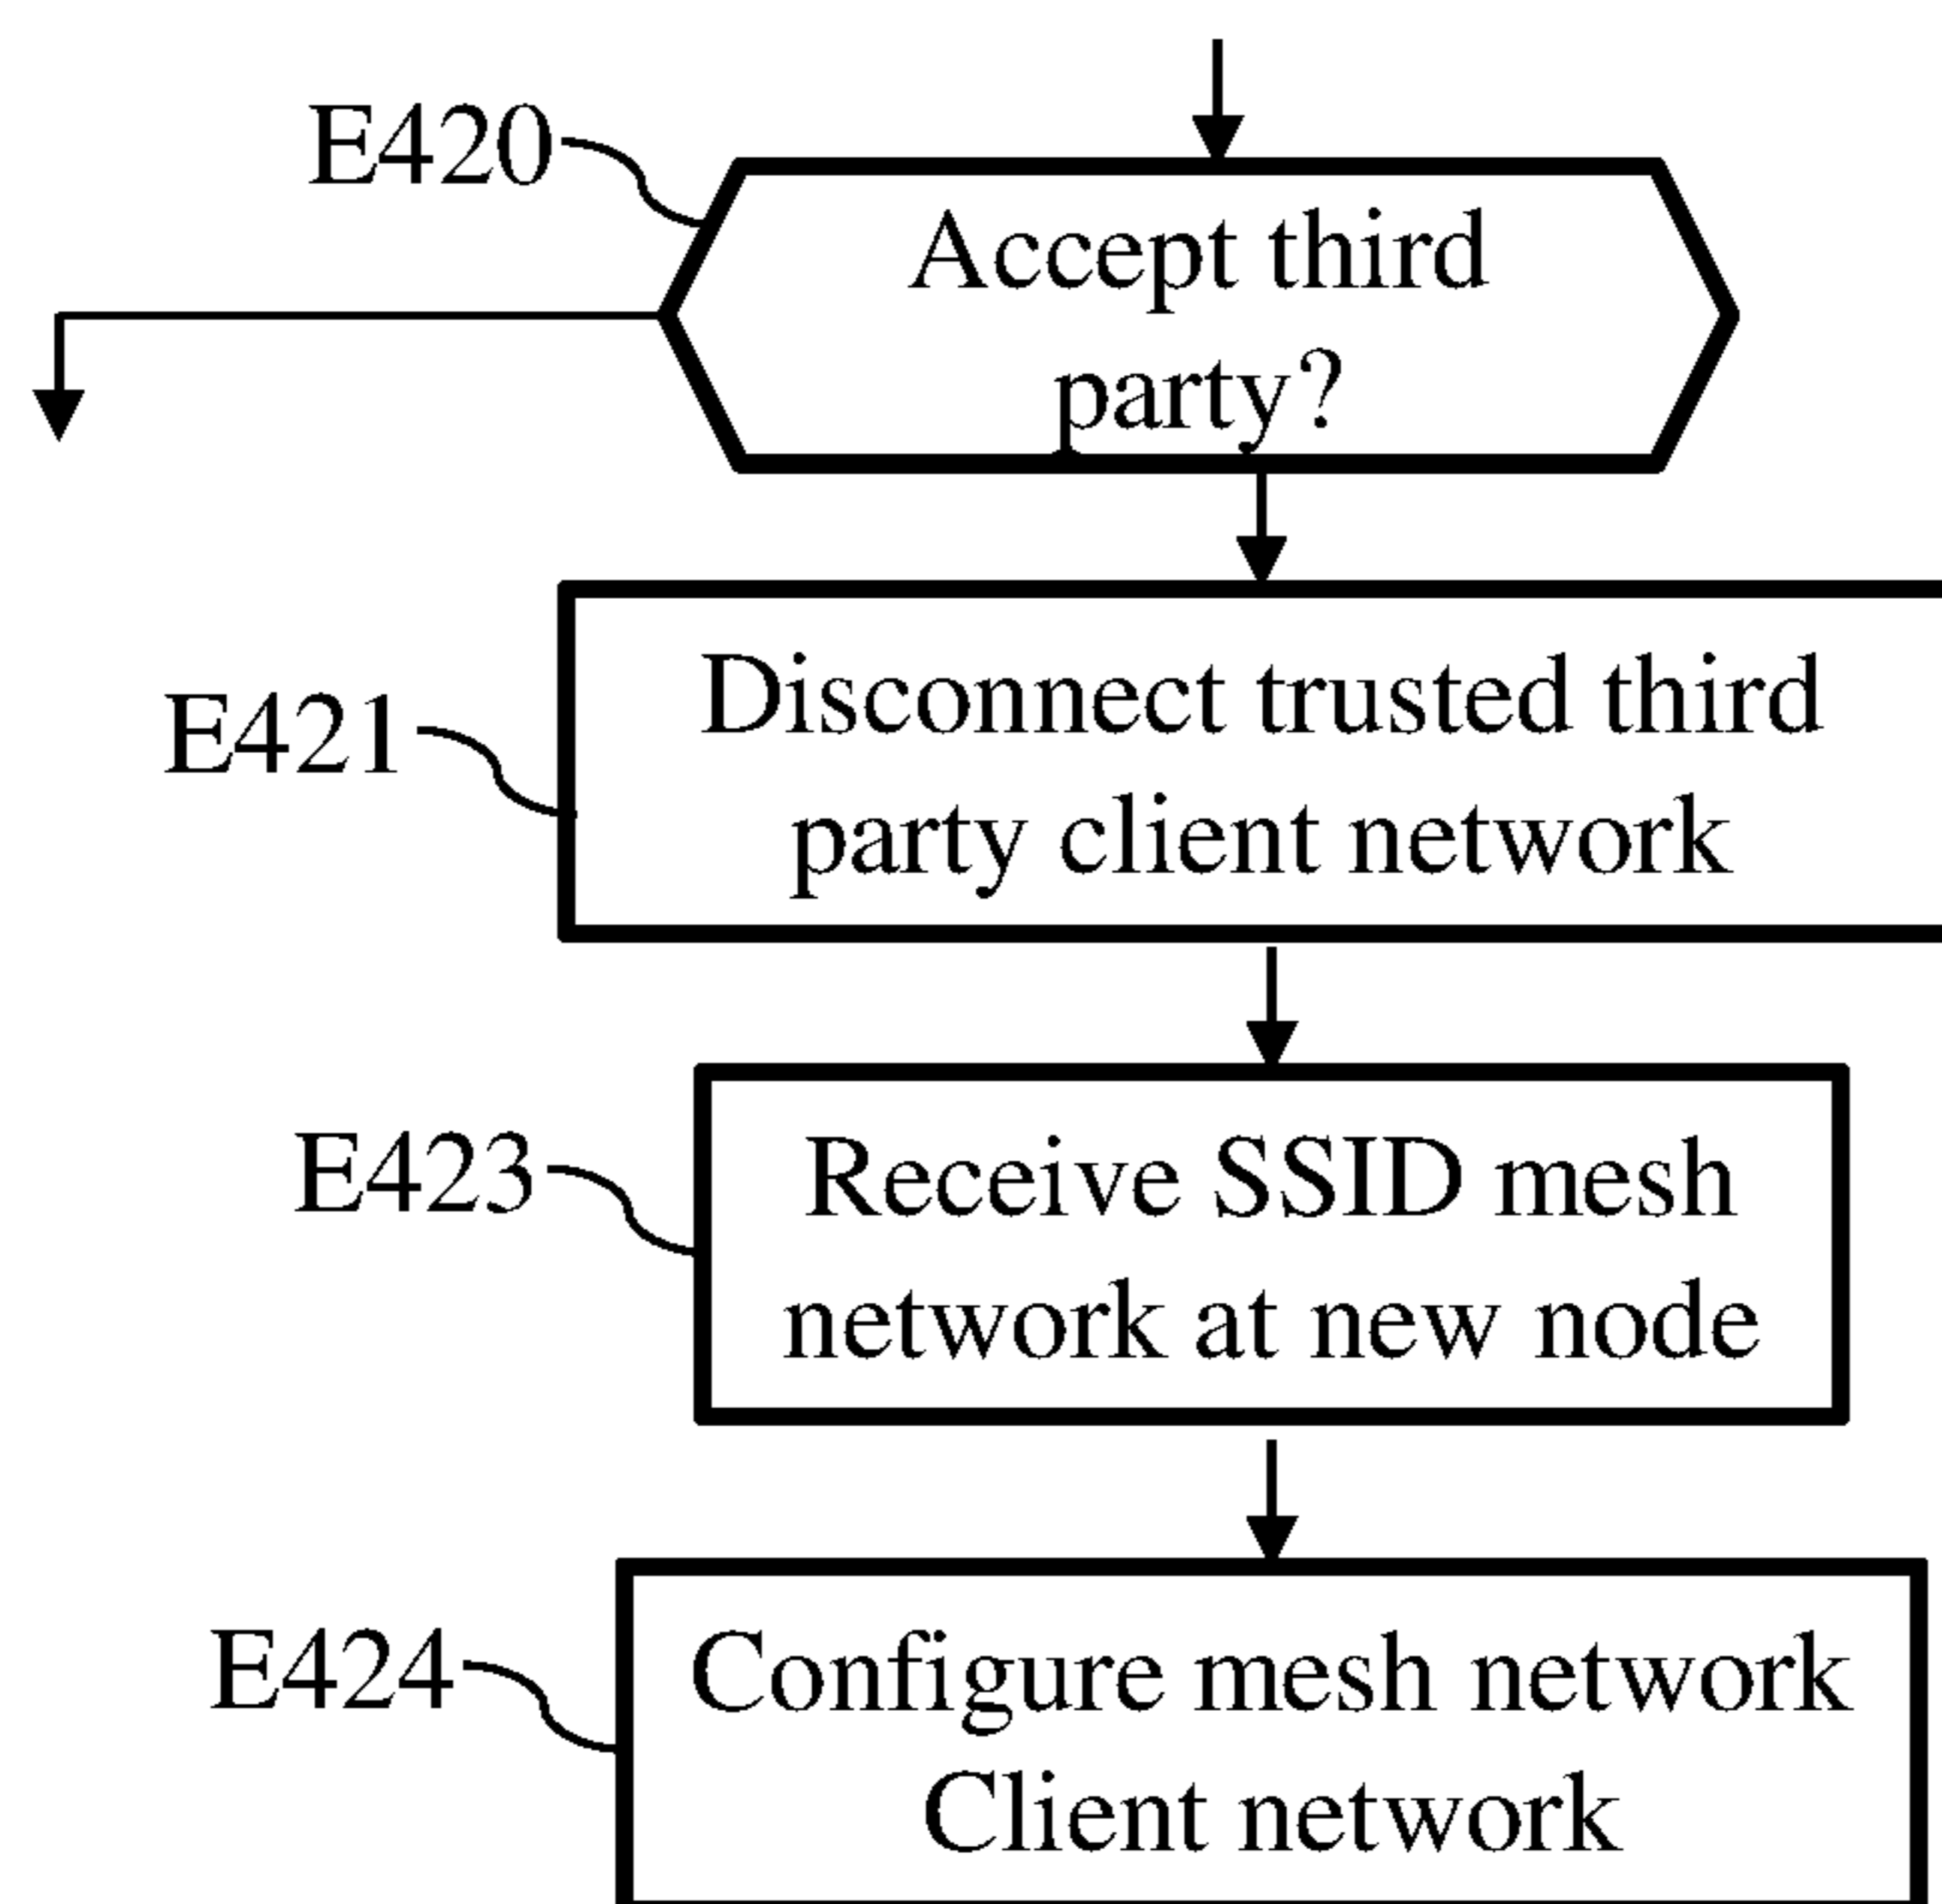 E420
Accept third
party?
E421
Disconnect trusted third
party client network
E423
Receive SSID mesh
network at new node
E424
Configure mesh network
Client network